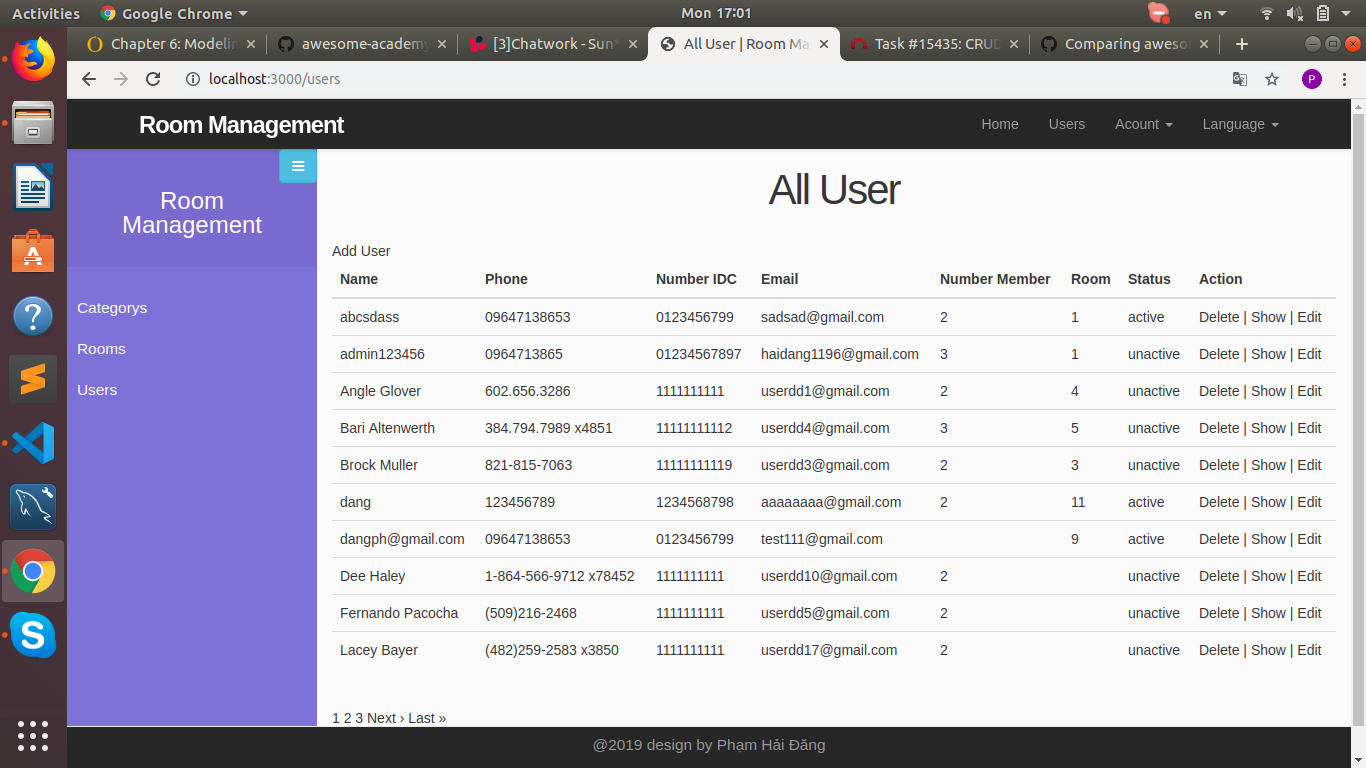 Activities Google Chrome Mon 17:01 en
Chapter 6: Modelin awesome-academy [3]Chatwork - Sun* All User | Room Ma Task #15435: CRUD Comparing aweso
localhost:3000/users P
Room Management Home Users Acount Language
Room
Management
Categorys
Rooms
Users
All User
Add User
Name Phone Number IDC Email Number Member Room Status Action
abcsdass 09647138653 0123456799 sadsad@gmail.com 2 1 active Delete | Show | Edit
admin123456 0964713865 01234567897 haidang1196@gmail.com 3 1 unactive Delete | Show | Edit
Angle Glover 602.656.3286 1111111111 userdd1@gmail.com 2 4 unactive Delete | Show | Edit
Bari Altenwerth 384.794.7989 x4851 11111111112 userdd4@gmail.com 3 5 unactive Delete | Show | Edit
Brock Muller 821-815-7063 11111111119 userdd3@gmail.com 2 3 unactive Delete | Show | Edit
dang 123456789 1234568798 aaaaaaaa@gmail.com 2 11 active Delete | Show | Edit
dangph@gmail.com 09647138653 0123456799 test111@gmail.com 9 active Delete | Show | Edit
Dee Haley 1-864-566-9712 x78452 1111111111 userdd10@gmail.com 2 unactive Delete | Show | Edit
Fernando Pacocha (509)216-2468 1111111111 userdd5@gmail.com 2 unactive Delete | Show | Edit
Lacey Bayer (482)259-2583 x3850 1111111111 userdd17@gmail.com 2 unactive Delete | Show | Edit
1 2 3 Next › Last »
@2019 design by Phạm Hải Đăng